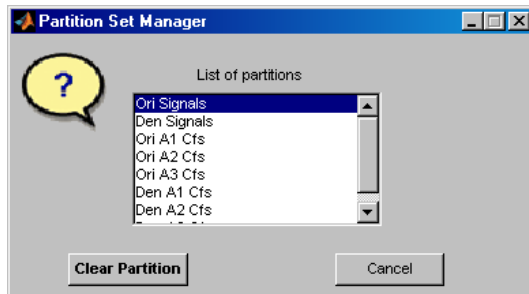 Partition Set Manager
?
List of partitions
Ori Signals
Den Signals
Ori A1 Cfs
Ori A2 Cfs
Ori A3 Cfs
Den A1 Cfs
Den A2 Cfs
Clear Partition
Cancel